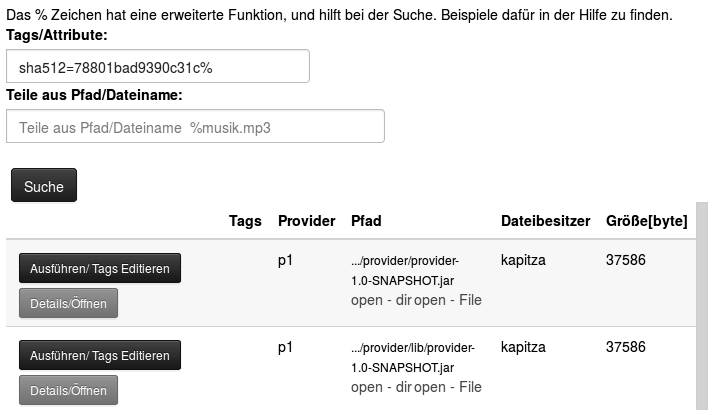 Das % Zeichen hat eine erweiterte Funktion, und hilft bei der Suche. Beispiele dafür in der Hilfe zu finden.
Tags/Attribute:
sha512=78801bad9390c31c%
Teile aus Pfad/Dateiname:
Teile aus Pfad/Dateiname %musik.mp3
Suche
Tags Provider Pfad Dateibesitzer Größe[byte]
Ausführen/ Tags Editieren p1 .../provider/provider- kapitza 37586
1.0-SNAPSHOT.jar
Details/Öffnen open - dir open - File
Ausführen/ Tags Editieren p1 .../provider/lib/provider- kapitza 37586
1.0-SNAPSHOT.jar
Details/Öffnen open - dir open - File